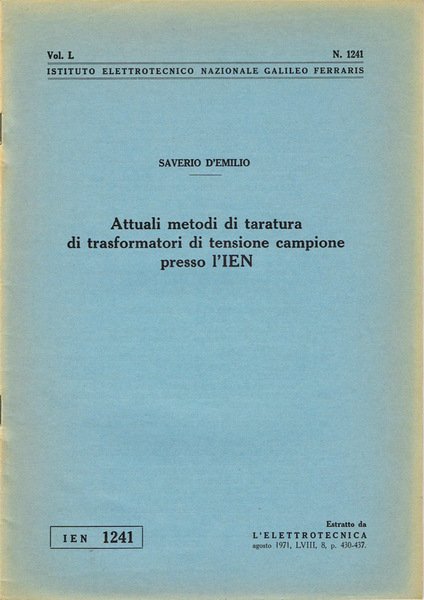 Vol. L N. 1241
ISTITUTO ELETTROTECNICO NAZIONALE GALILEO FERRARIS
SAVERIO D'EMILIO
Attuali metodi di taratura
di trasformatori di tensione campione
presso l'IEN
IEN 1241
Estratto da
L'ELETTROTECNICA
agosto 1971, LVIII, 8, p. 430-437.